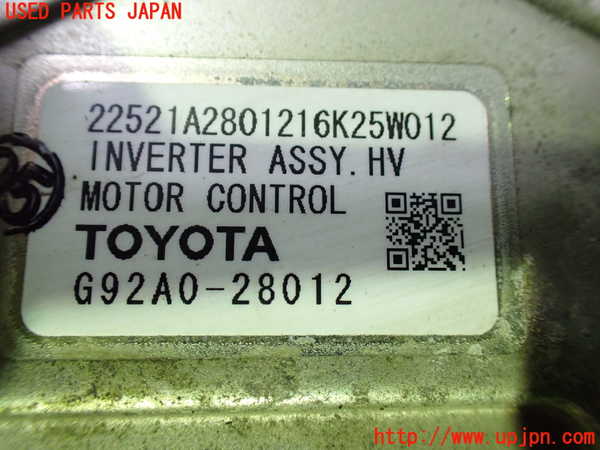 USED PARTS JAPAN
22521A2801216K25W012
INVERTER ASSY. HV
MOTOR CONTROL
TOYOTA
G92A0-28012
http://www.upjpn.com/